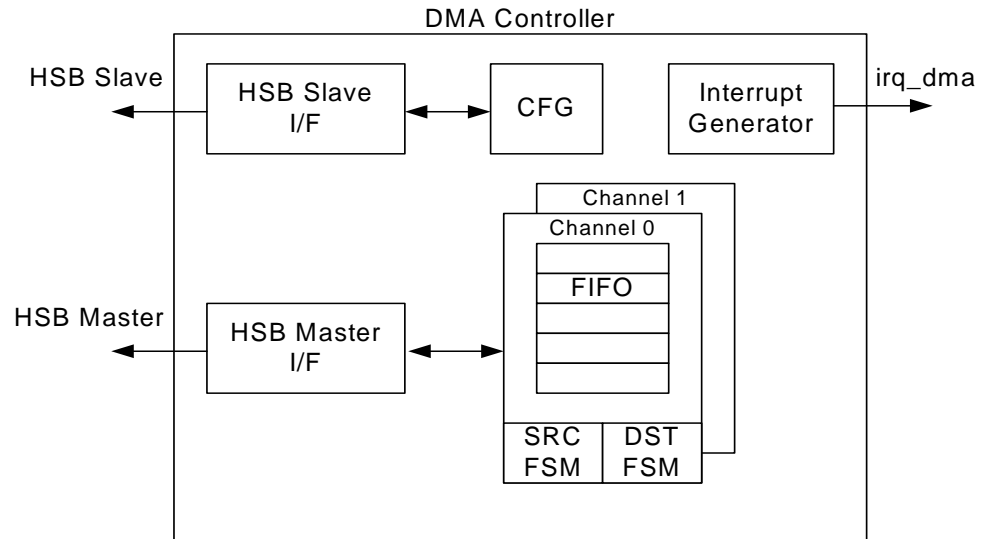 DMA Controller
HSB Slave
HSB Slave
I/F
CFG
Interrupt
Generator
irq_dma
Channel 1
Channel 0
FIFO
HSB Master
HSB Master
I/F
SRC
FSM
DST
FSM